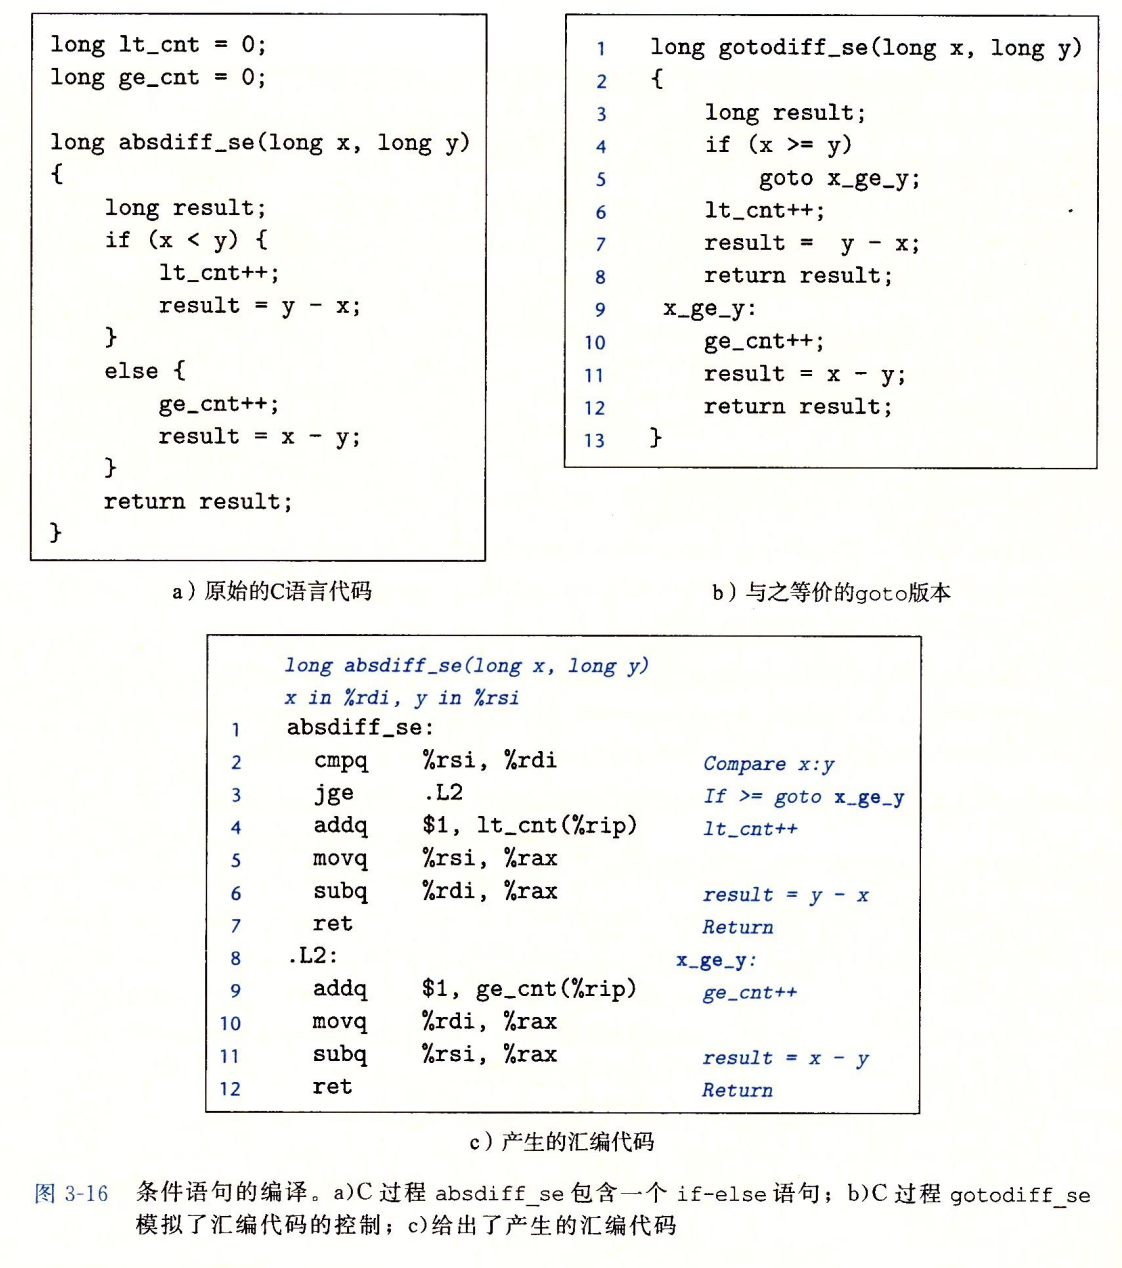 long lt_cnt = 0;
long ge_cnt = 0;
long absdiff_se(long x, long y)
{
    long result;
    if (x < y) {
        lt_cnt++;
        result = y - x;
    }
    else {
        ge_cnt++;
        result = x - y;
    }
    return result;
}
a）原始的C语言代码
1 long gotodiff_se(long x, long y)
2 {
3     long result;
4     if (x >= y)
5         goto x_ge_y;
6     lt_cnt++;
7     result =  y - x;
8     return result;
9  x_ge_y:
10     ge_cnt++;
11     result = x - y;
12     return result;
13 }
b）与之等价的goto版本
long absdiff_se(long x, long y)
x in %rdi, y in %rsi
1 absdiff_se:
2   cmpq    %rsi, %rdi    Compare x:y
3   jge     .L2    If >= goto x_ge_y
4   addq    $1, lt_cnt(%rip)    lt_cnt++
5   movq    %rsi, %rax
6   subq    %rdi, %rax    result = y - x
7   ret    Return
8 .L2:    x_ge_y:
9   addq    $1, ge_cnt(%rip)    ge_cnt++
10   movq    %rdi, %rax
11   subq    %rsi, %rax    result = x - y
12   ret    Return
c）产生的汇编代码
图 3-16 条件语句的编译。a)C 过程 absdiff_se 包含一个 if-else 语句；b)C 过程 gotodiff_se
模拟了汇编代码的控制；c)给出了产生的汇编代码